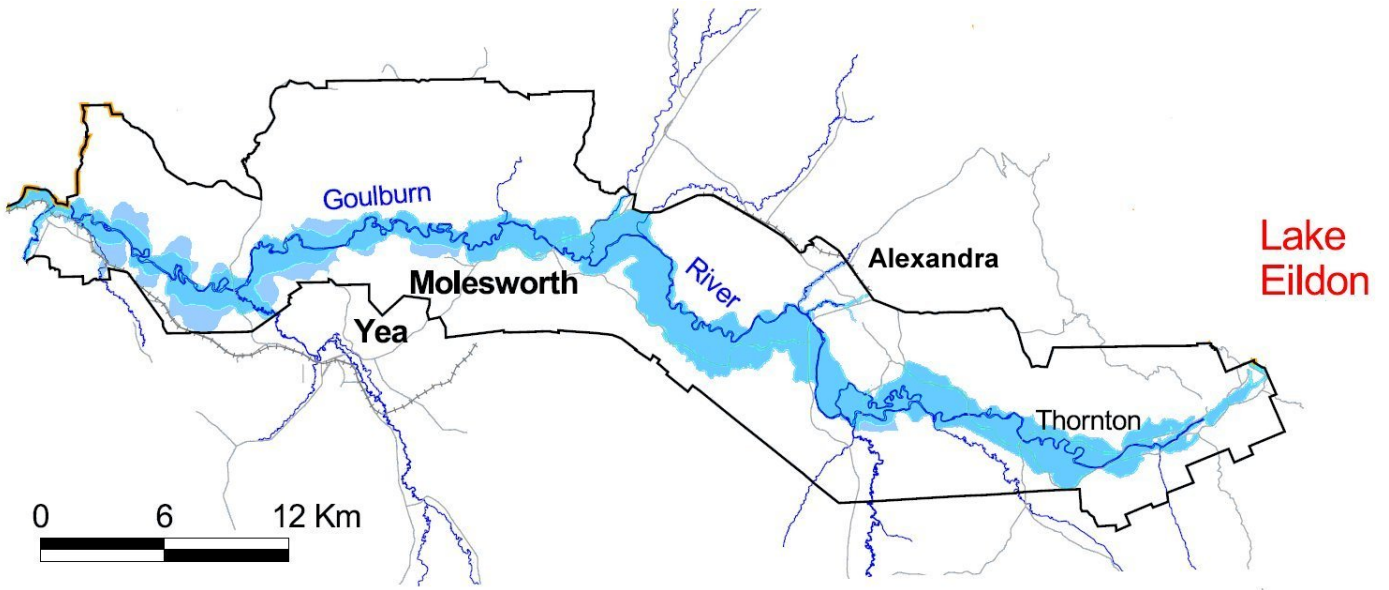 Goulburn
River
Alexandra
Lake
Eildon
Molesworth
Yea
Thornton
0 6 12 Km